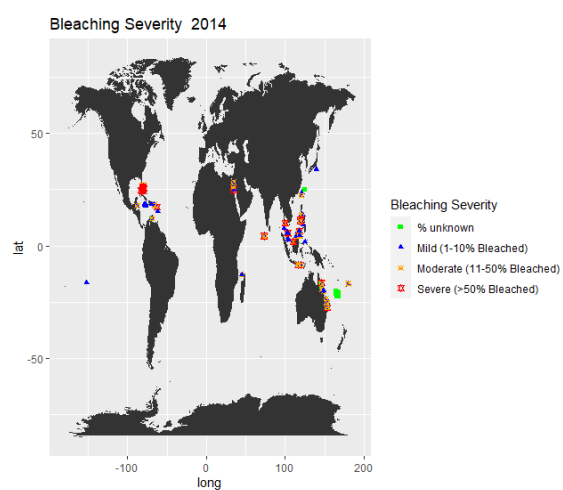 Bleaching Severity  2014
lat
50
0
-50
-100
0
100
200
long
Bleaching Severity
% unknown
Mild (1-10% Bleached)
Moderate (11-50% Bleached)
Severe (>50% Bleached)